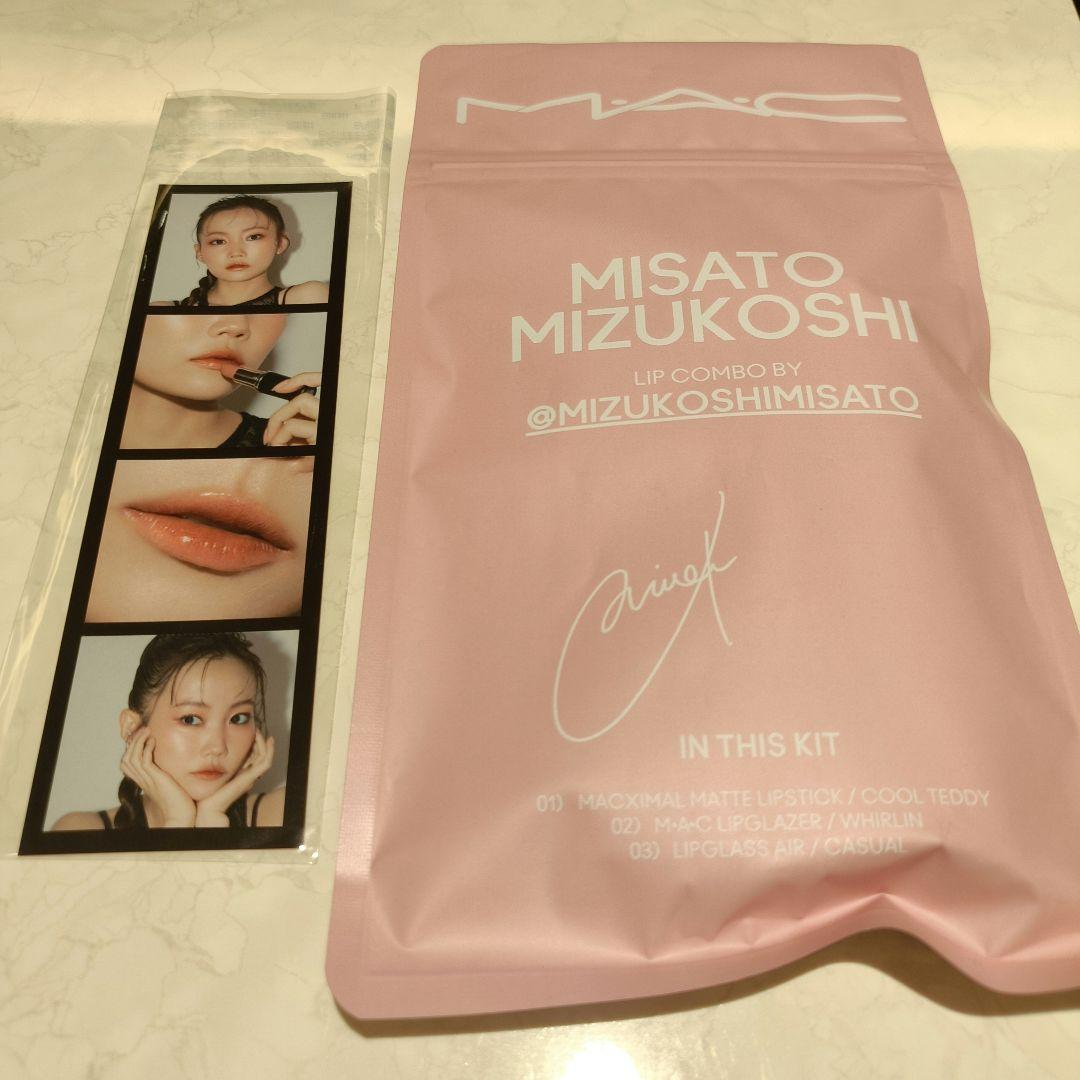 M·A·C
MISATO
MIZUKOSHI
LIP COMBO BY
@MIZUKOSHIMISATO
IN THIS KIT
01) MACXIMAL MATTE LIPSTICK / COOL TEDDY
02) M·A·C LIPGLAZER / WHIRLIN
03) LIPGLASS AIR / CASUAL